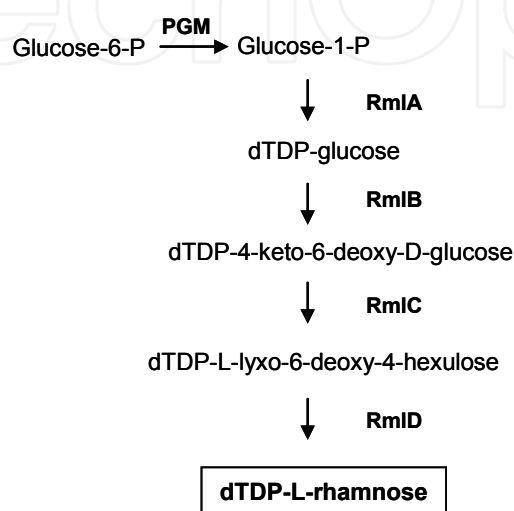 PGM
Glucose-6-P Glucose-1-P
RmlA
dTDP-glucose
RmlB
dTDP-4-keto-6-deoxy-D-glucose
RmlC
dTDP-L-lyxo-6-deoxy-4-hexulose
RmlD
dTDP-L-rhamnose